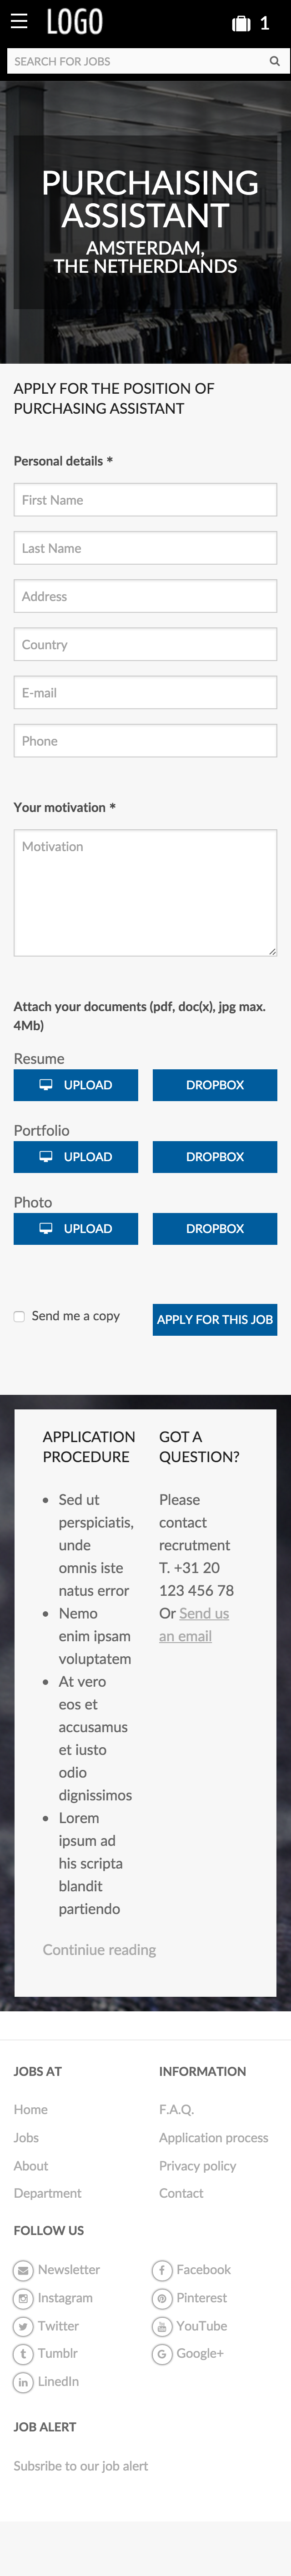 LOGO
1
SEARCH FOR JOBS
PURCHAISING
ASSISTANT
AMSTERDAM,
THE NETHERDLANDS
APPLY FOR THE POSITION OF
PURCHASING ASSISTANT
Personal details *
First Name
Last Name
Address
Country
E-mail
Phone
Your motivation *
Motivation
Attach your documents (pdf, doc(x), jpg max.
4Mb)
Resume
UPLOAD
DROPBOX
Portfolio
UPLOAD
DROPBOX
Photo
UPLOAD
DROPBOX
Send me a copy
APPLY FOR THIS JOB
APPLICATION
PROCEDURE
Sed ut
perspiciatis,
unde
omnis iste
natus error
Nemo
enim ipsam
voluptatem
At vero
eos et
accusamus
et iusto
odio
dignissimos
Lorem
ipsum ad
his scripta
blandit
partiendo
Continiue reading
GOT A
QUESTION?
Please
contact
recrutment
T. +31 20
123 456 78
Or Send us
an email
JOBS AT
Home
Jobs
About
Department
INFORMATION
F.A.Q.
Application process
Privacy policy
Contact
FOLLOW US
Newsletter
Instagram
Twitter
Tumblr
LinedIn
Facebook
Pinterest
YouTube
Google+
JOB ALERT
Subsribe to our job alert